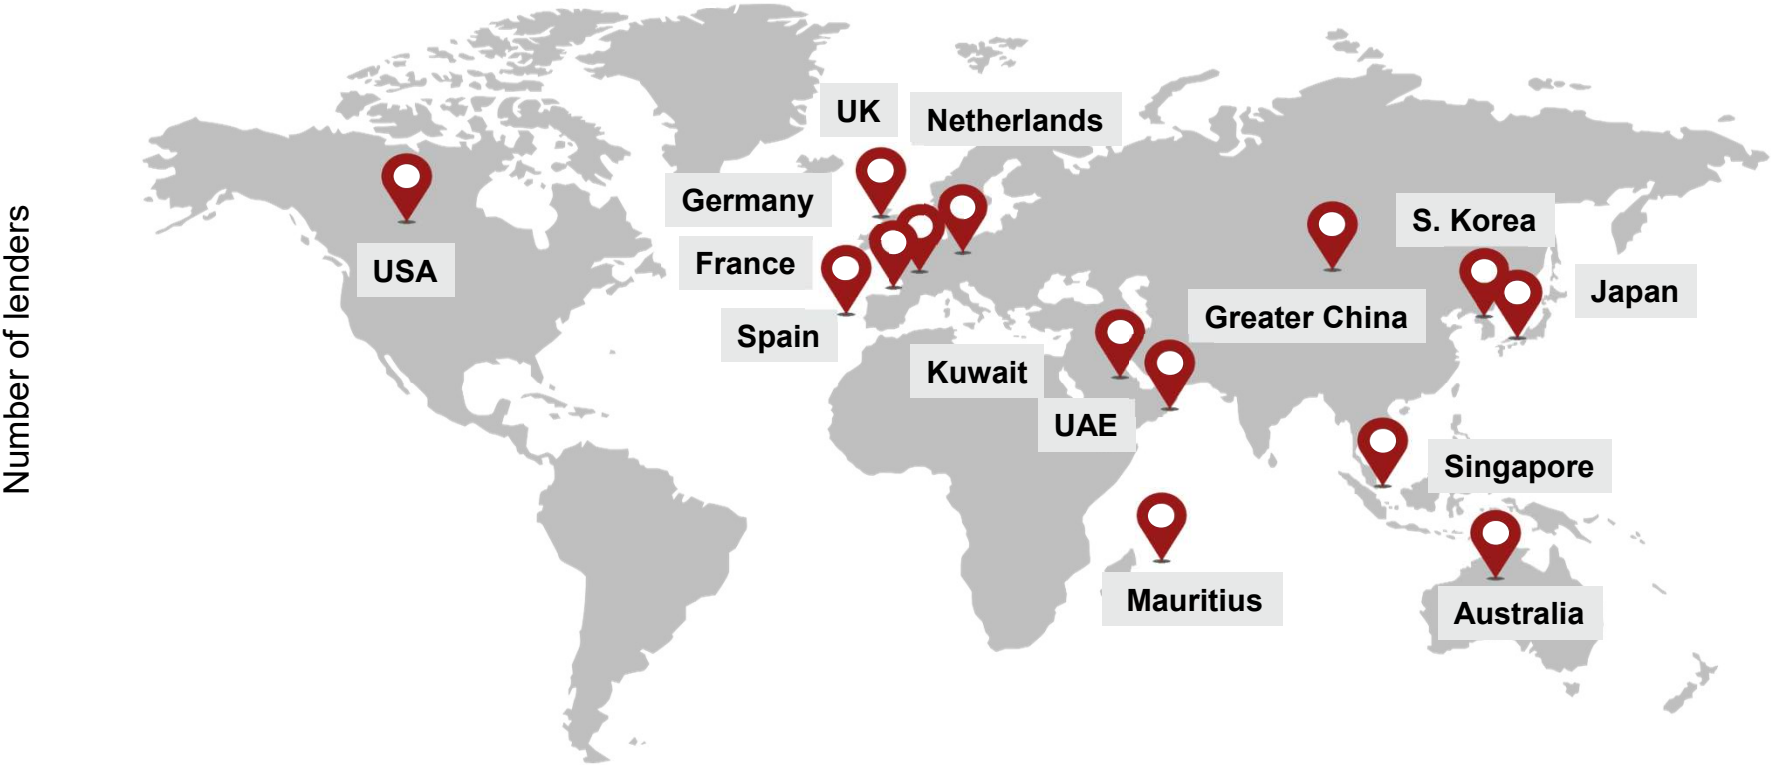 Number of lenders
UK
Netherlands
Germany
S. Korea
France
USA
Japan
Greater China
Spain
Kuwait
UAE
Singapore
Mauritius
Australia